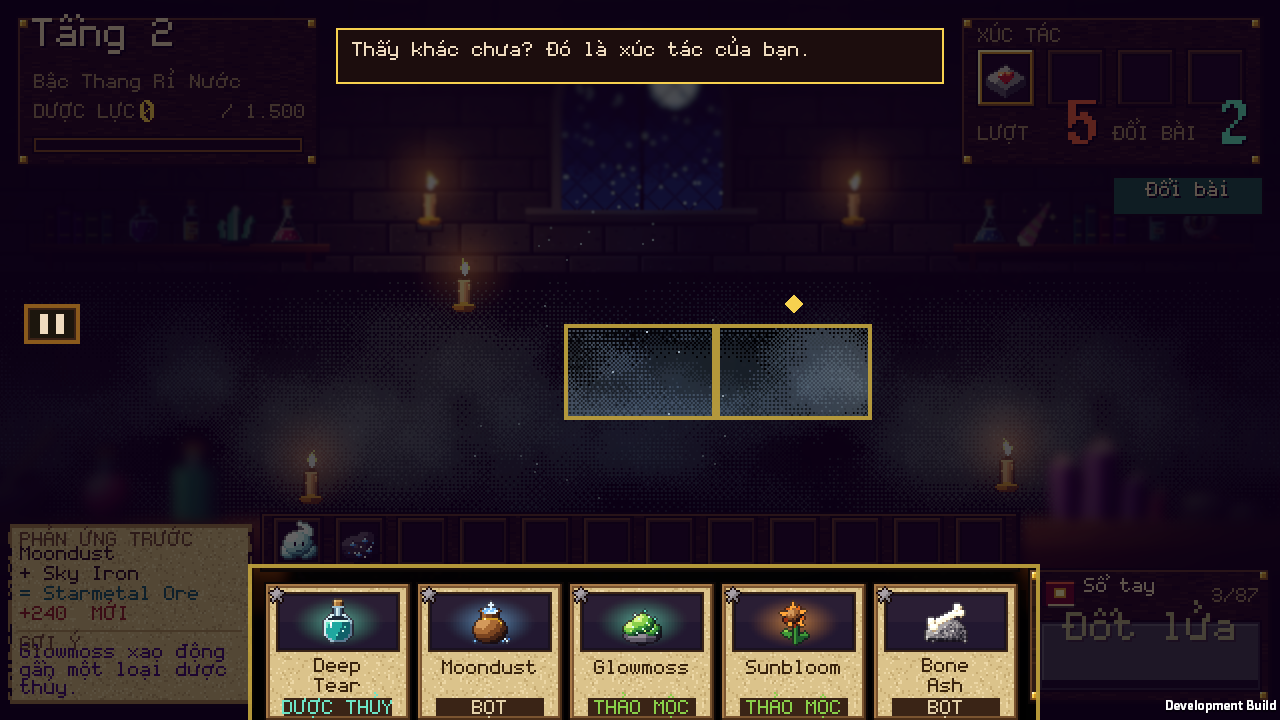 Tầng 2
Bậc Thang Rỉ Nước
DƯỢC LỰC 0 / 1.500
Thấy khác chưa? Đó là xúc tác của bạn.
XÚC TÁC
LƯỢT 5 ĐỔI BÀI 2
Đổi bài
PHẢN ỨNG TRƯỚC
Moondust
+ Sky Iron
= Starmetal Ore
+240 MỚI
GỢI Ý
Glowmoss xao động
gần một loại dược
thủy.
Deep
Tear
DƯỢC THỦY
Moondust
BỘT
Glowmoss
THẢO MỘC
Sunbloom
THẢO MỘC
Bone
Ash
BỘT
Sổ tay
3/87
Đốt lửa
Development Build